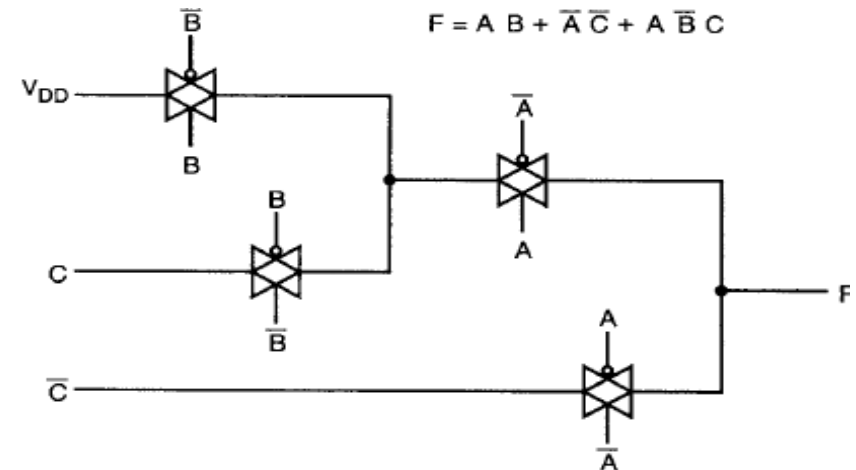 B̅
F = A B + A̅ C̅ + A B̅ C
V_DD
A̅
B
B
A
C
A
B̅
C̅
F
A̅